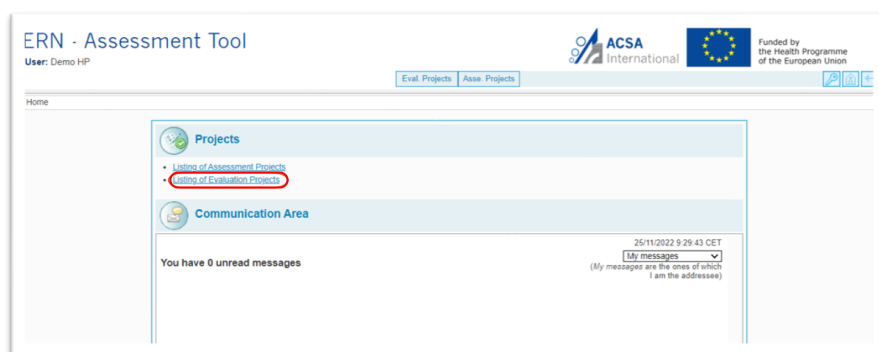 ERN - Assessment Tool
User: Demo HP
ACSA
International
Funded by
the Health Programme
of the European Union
Eval. Projects Asse. Projects
Home
Projects
• Listing of Assessment Projects
• Listing of Evaluation Projects
Communication Area
25/11/2022 9:29:43 CET
My messages
You have 0 unread messages
(My messages are the ones of which
I am the addressee)